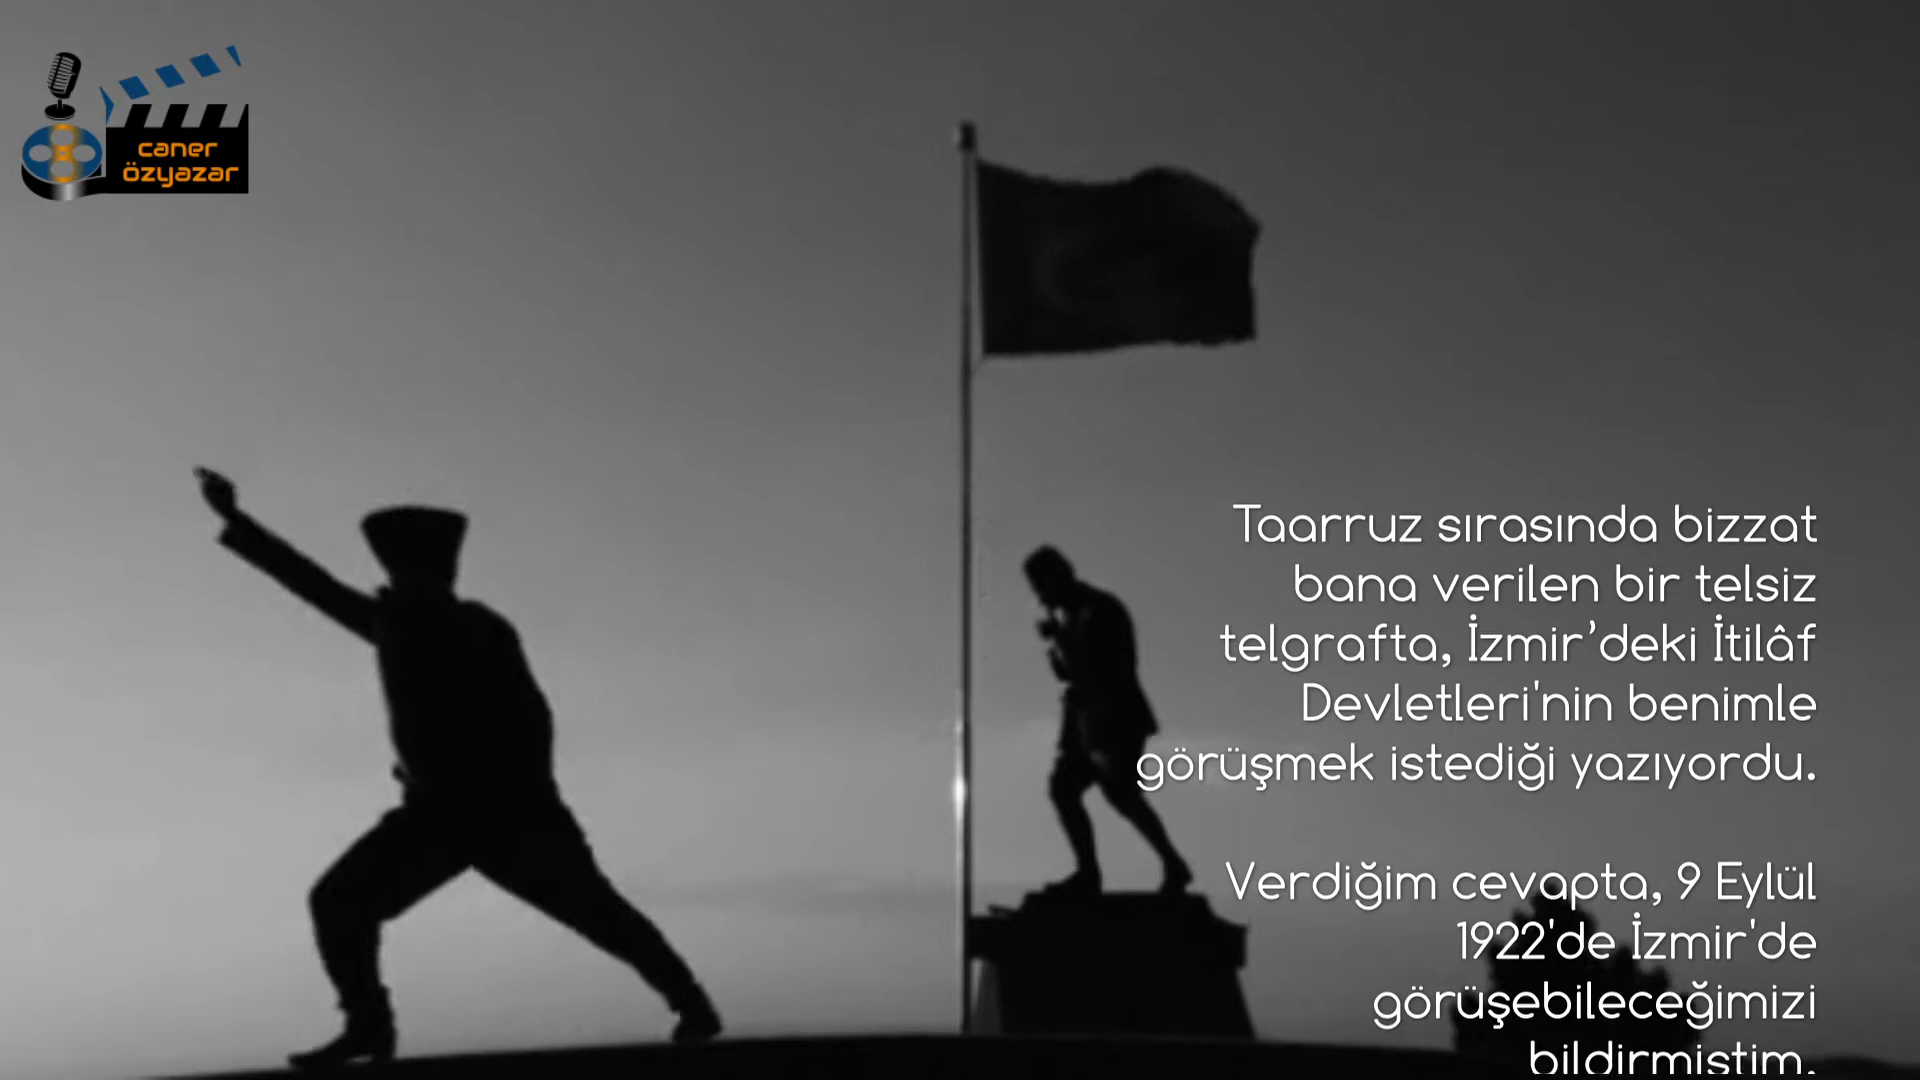 caner
özyazar
Taarruz sırasında bizzat
bana verilen bir telsiz
telgrafta, İzmir’deki İtilâf
Devletleri'nin benimle
görüşmek istediği yazıyordu.
Verdiğim cevapta, 9 Eylül
1922'de İzmir'de
görüşebileceğimizi
bildirmiştim.